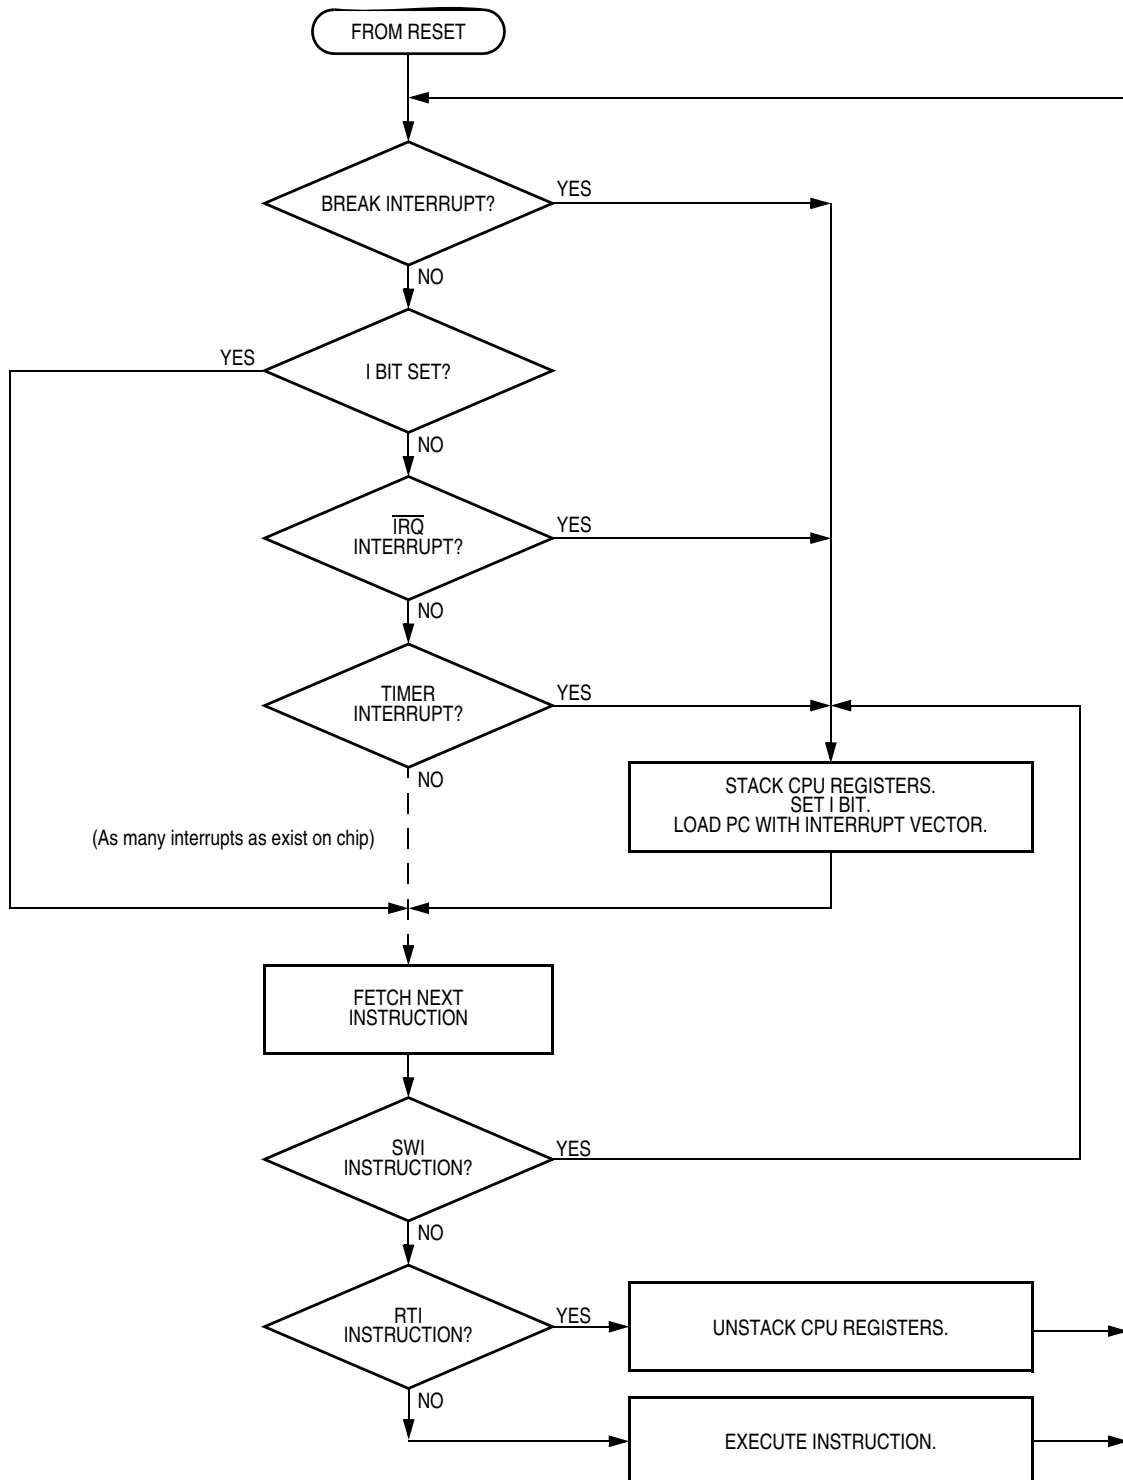 FROM RESET
BREAK INTERRUPT?
YES
NO
YES
I BIT SET?
NO
IRQ
INTERRUPT?
YES
NO
TIMER
INTERRUPT?
YES
NO
STACK CPU REGISTERS.
SET I BIT.
LOAD PC WITH INTERRUPT VECTOR.
(As many interrupts as exist on chip)
FETCH NEXT
INSTRUCTION
SWI
INSTRUCTION?
YES
NO
RTI
INSTRUCTION?
YES
UNSTACK CPU REGISTERS.
NO
EXECUTE INSTRUCTION.